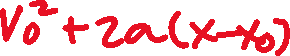 v₀² + 2a(x-x₀)